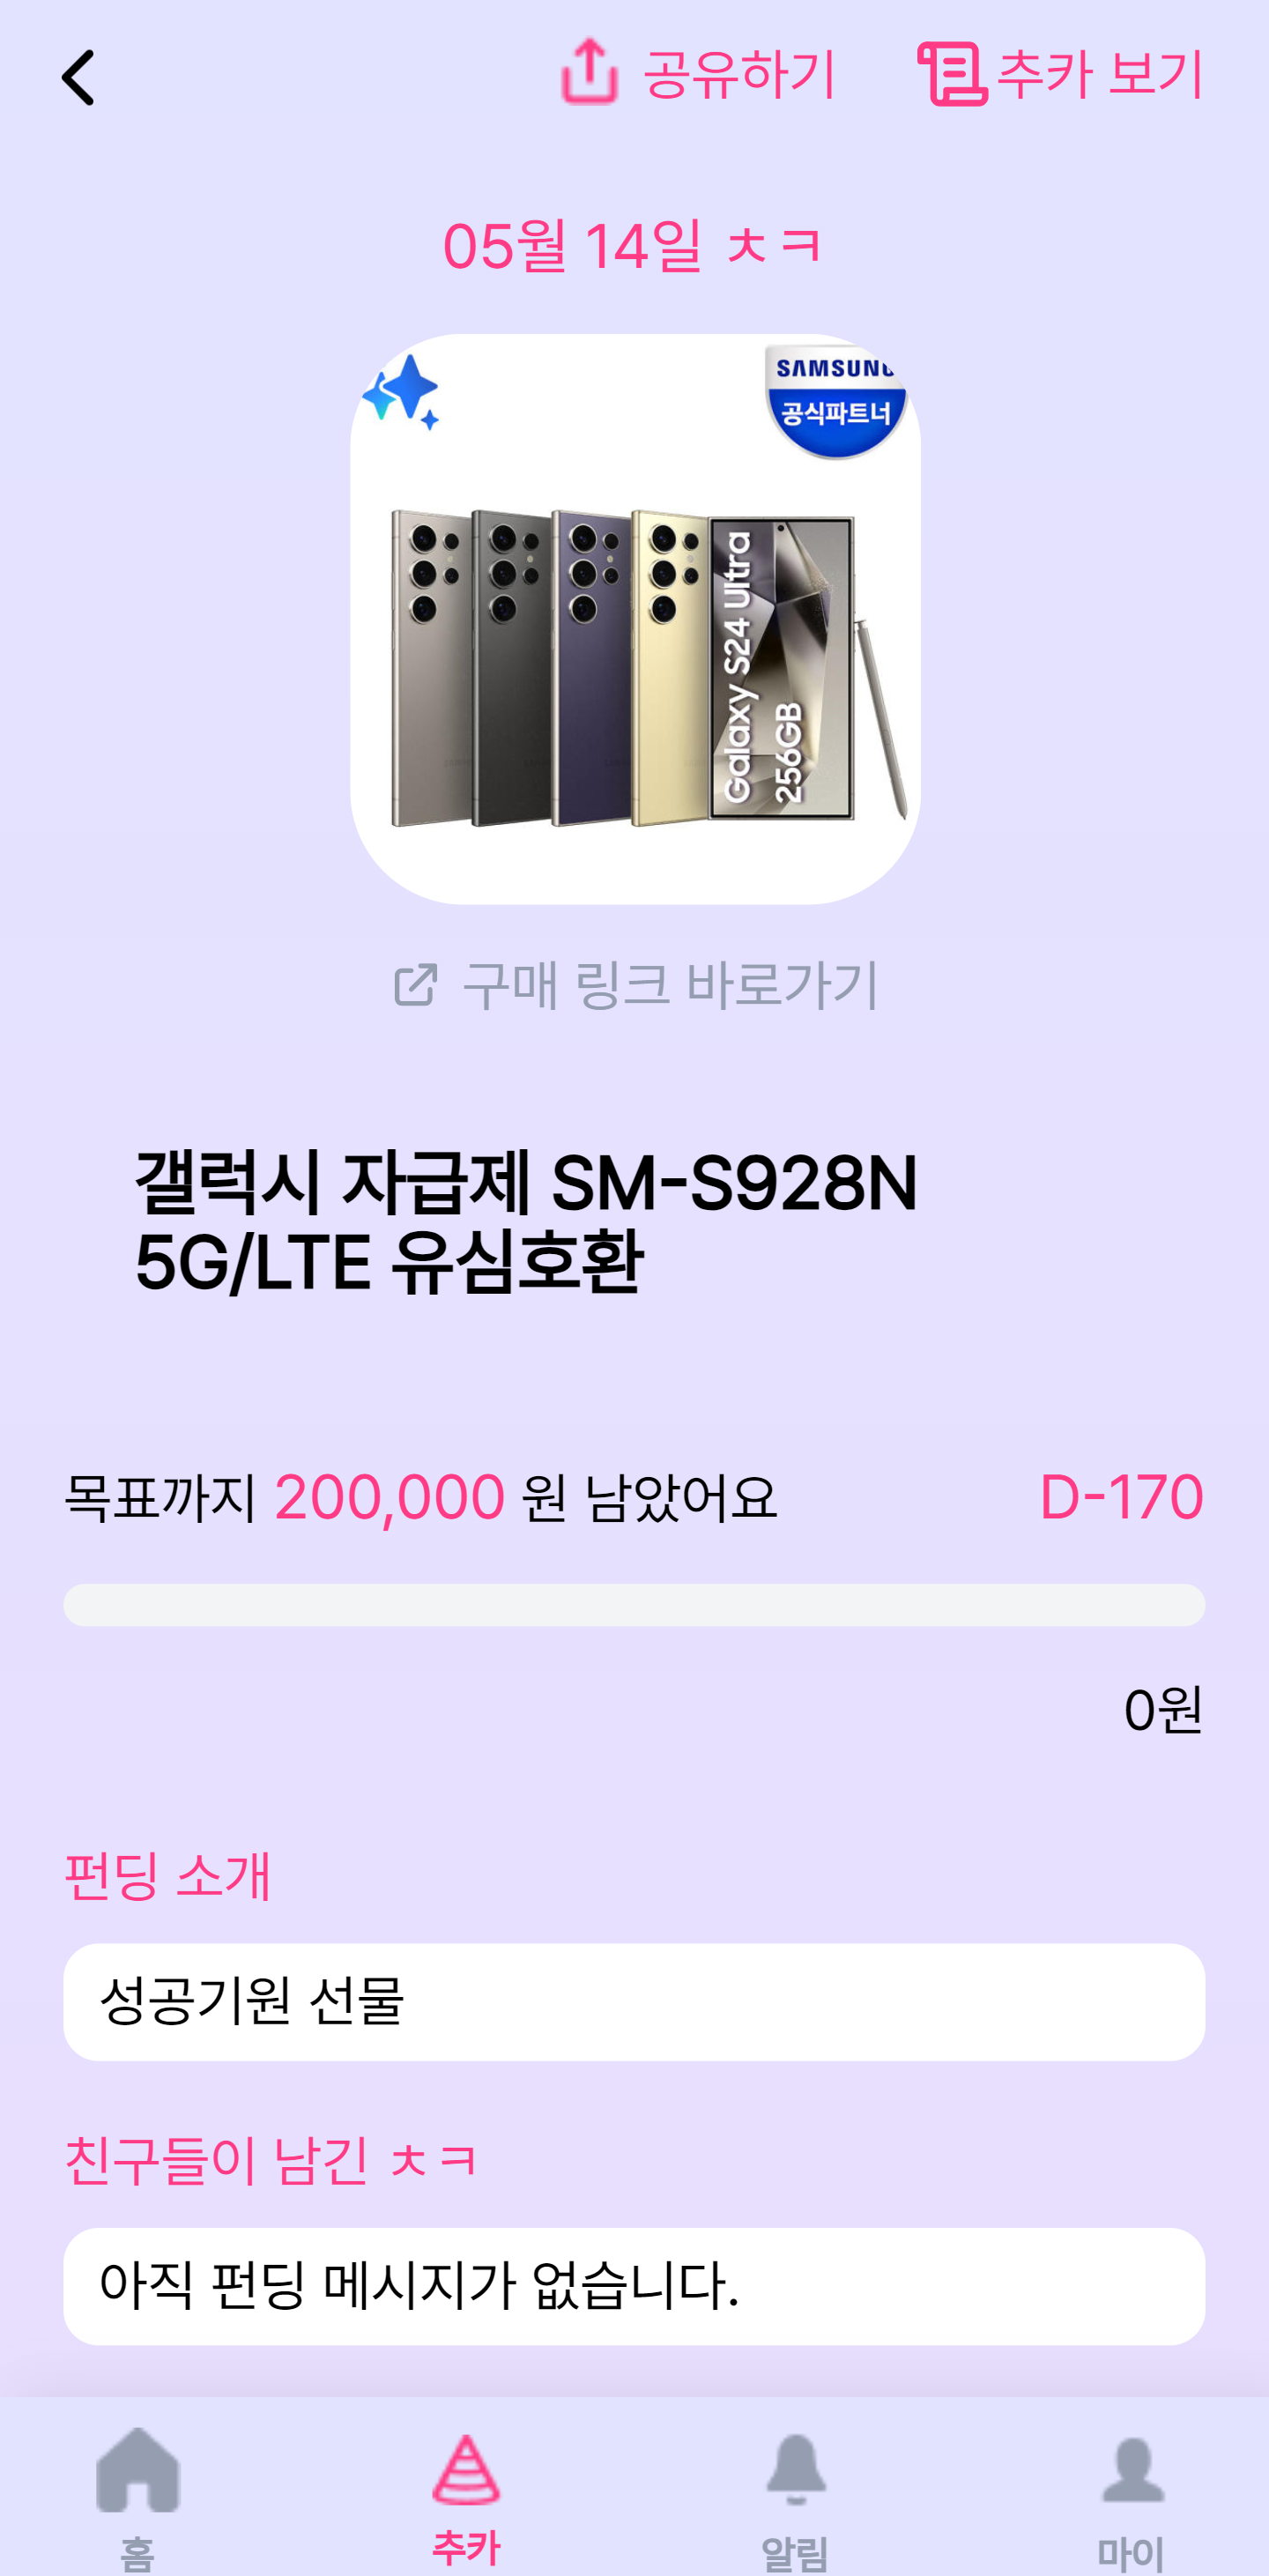 공유하기 추카 보기
05월 14일 ㅊㅋ
SAMSUNG
공식파트너
Galaxy S24 Ultra
256GB
구매 링크 바로가기
갤럭시 자급제 SM-S928N
5G/LTE 유심호환
목표까지 200,000 원 남았어요 D-170
0원
펀딩 소개
성공기원 선물
친구들이 남긴 ㅊㅋ
아직 펀딩 메시지가 없습니다.
홈 추카 알림 마이